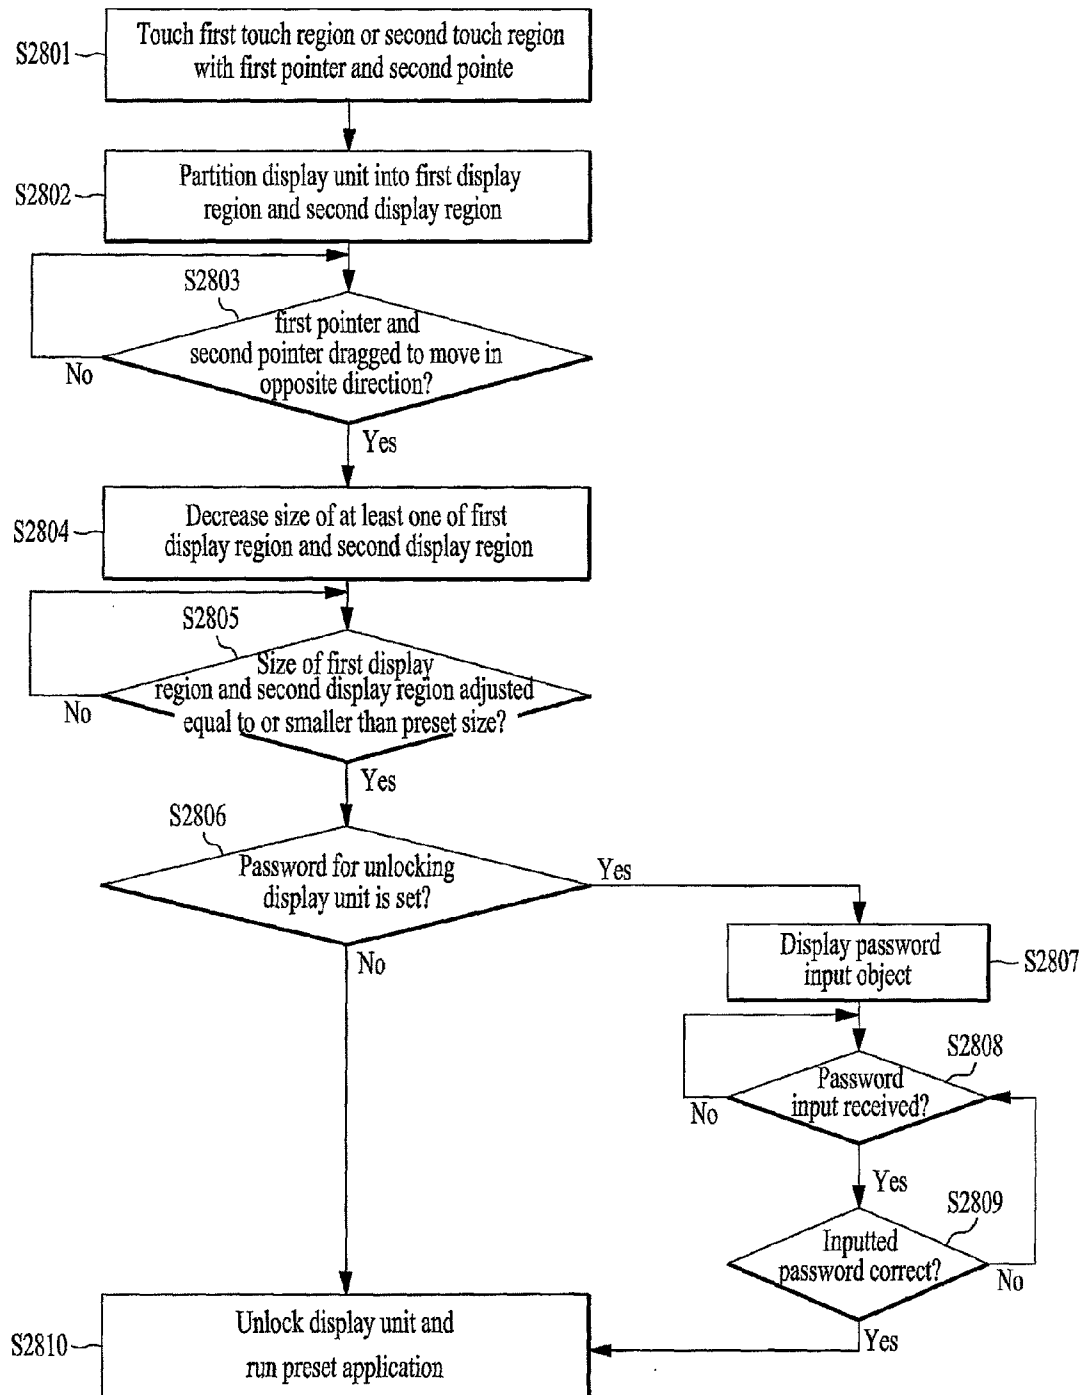 S2801
Touch first touch region or second touch region
with first pointer and second pointe
S2802
Partition display unit into first display
region and second display region
S2803
first pointer and
second pointer dragged to move in
opposite direction?
No
Yes
S2804
Decrease size of at least one of first
display region and second display region
S2805
Size of first display
region and second display region adjusted
equal to or smaller than preset size?
No
Yes
S2806
Password for unlocking
display unit is set?
Yes
No
Display password
input object
S2807
S2808
Password
input received?
No
Yes
S2809
Inputted
password correct?
No
Yes
S2810
Unlock display unit and
run preset application